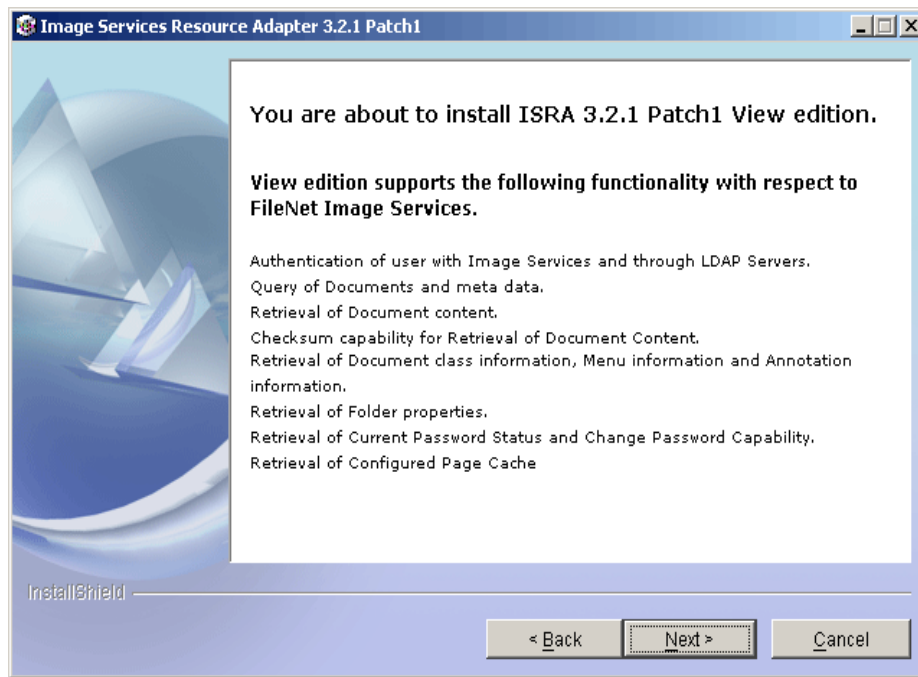 Image Services Resource Adapter 3.2.1 Patch1
You are about to install ISRA 3.2.1 Patch1 View edition.
View edition supports the following functionality with respect to
FileNet Image Services.
Authentication of user with Image Services and through LDAP Servers.
Query of Documents and meta data.
Retrieval of Document content.
Checksum capability for Retrieval of Document Content.
Retrieval of Document class information, Menu information and Annotation
information.
Retrieval of Folder properties.
Retrieval of Current Password Status and Change Password Capability.
Retrieval of Configured Page Cache
InstallShield
< Back
Next >
Cancel